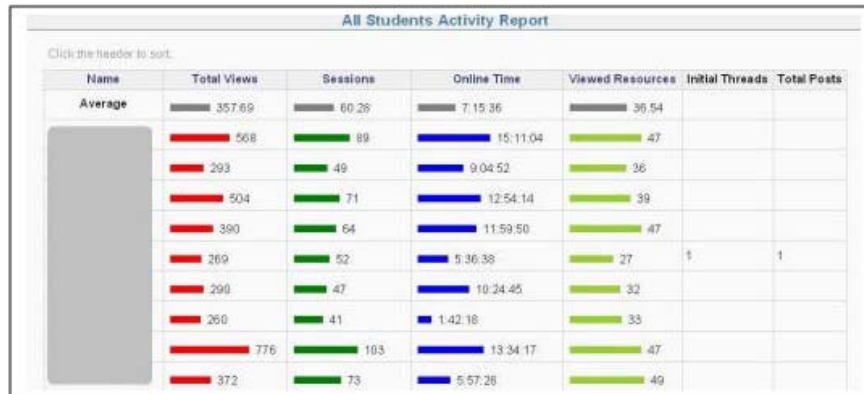 All Students Activity Report
Click the header to sort.
Name Total Views Sessions Online Time Viewed Resources Initial Threads Total Posts
Average 357.69 60.28 7:15:36 36.54
568 89 15:11:04 47
293 49 9:04:52 36
504 71 12:54:14 39
390 64 11:59:50 47
269 52 5:36:38 27 1 1
290 47 10:24:45 32
260 41 1:42:18 33
776 103 13:34:17 47
372 73 5:57:26 49